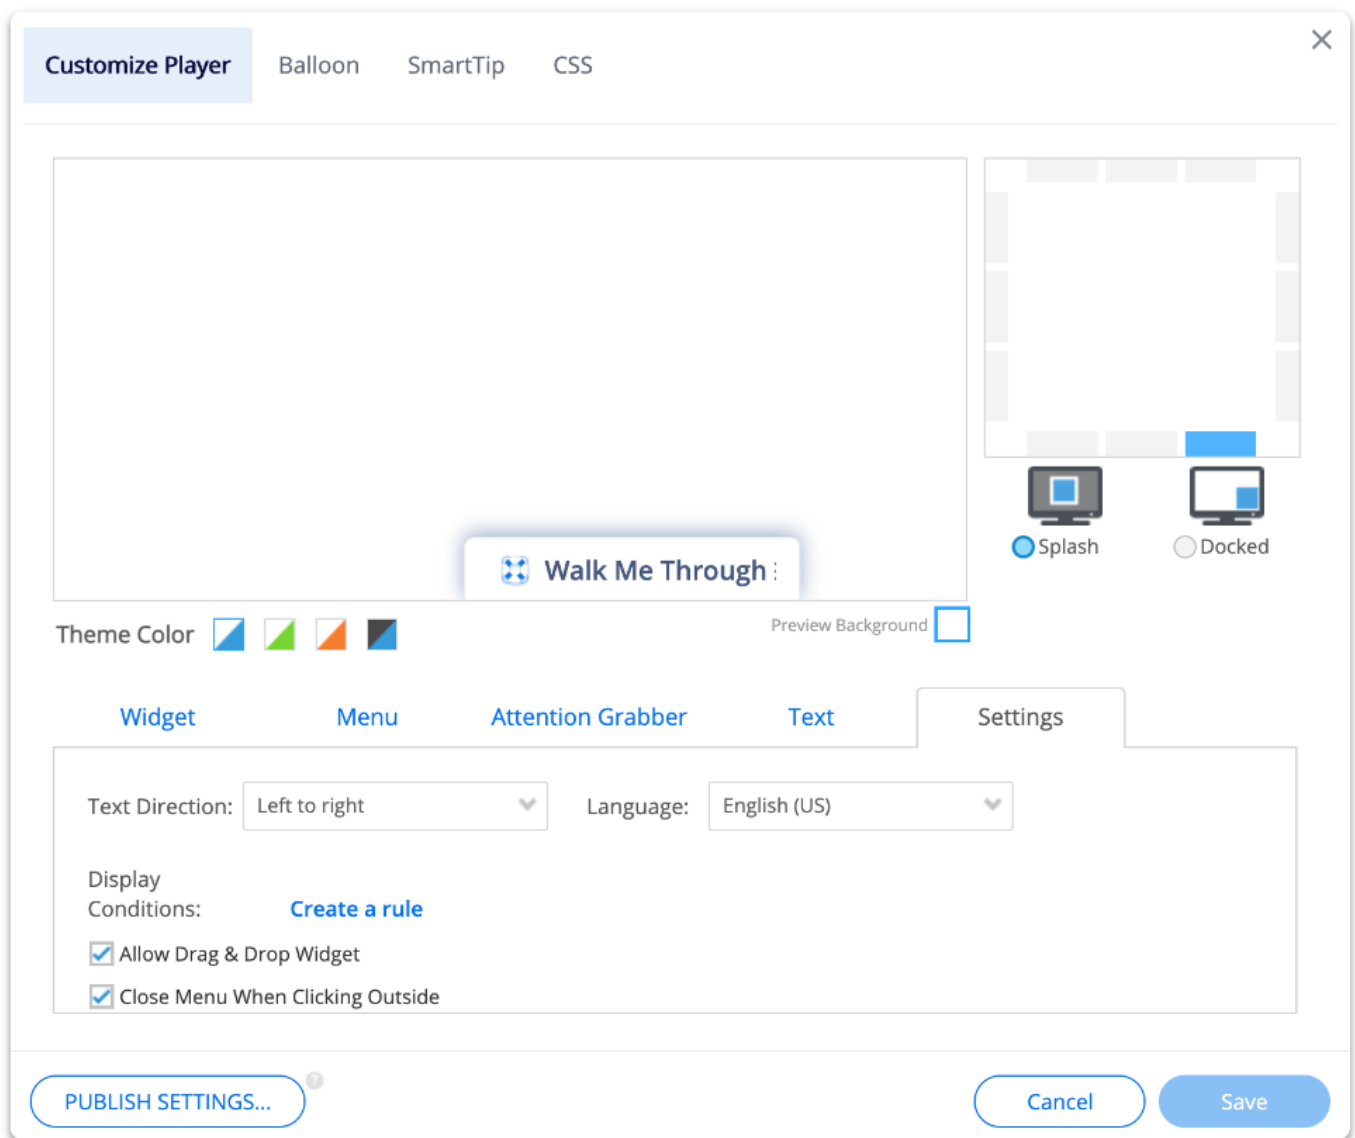 Customize Player Balloon SmartTip CSS
Walk Me Through
Splash Docked
Theme Color Preview Background
Widget Menu Attention Grabber Text Settings
Text Direction: Left to right Language: English (US)
Display
Conditions: Create a rule
Allow Drag & Drop Widget
Close Menu When Clicking Outside
PUBLISH SETTINGS... ?
Cancel Save